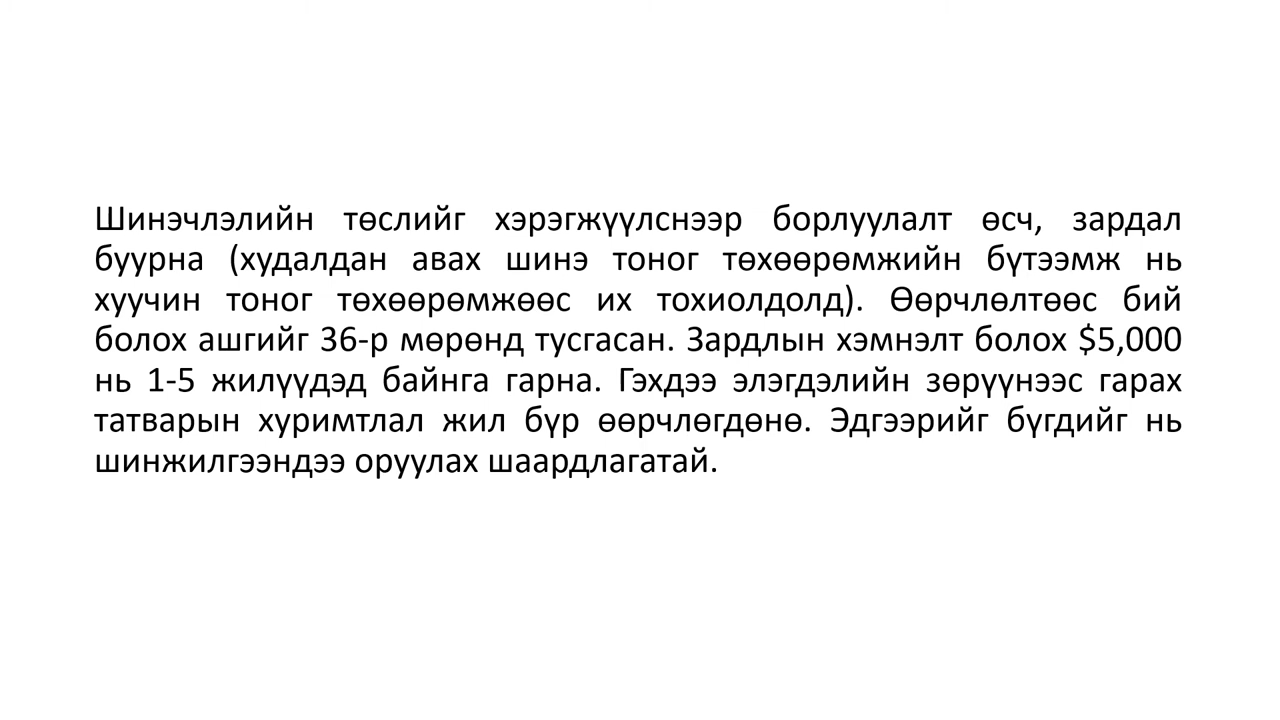 Шинэчлэлийн төслийг хэрэгжүүлснээр борлуулалт өсч, зардал
буурна (худалдан авах шинэ тоног төхөөрөмжийн бүтээмж нь
хуучин тоног төхөөрөмжөөс их тохиолдолд). Өөрчлөлтөөс бий
болох ашгийг 36-р мөрөнд тусгасан. Зардлын хэмнэлт болох $5,000
нь 1-5 жилүүдэд байнга гарна. Гэхдээ элэгдэлийн зөрүүнээс гарах
татварын хуримтлал жил бүр өөрчлөгдөнө. Эдгээрийг бүгдийг нь
шинжилгээндээ оруулах шаардлагатай.